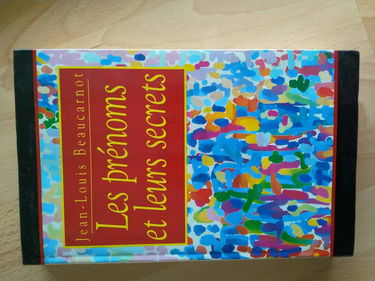 Jean-Louis Beaucarnot
Les prénoms
et leurs secrets